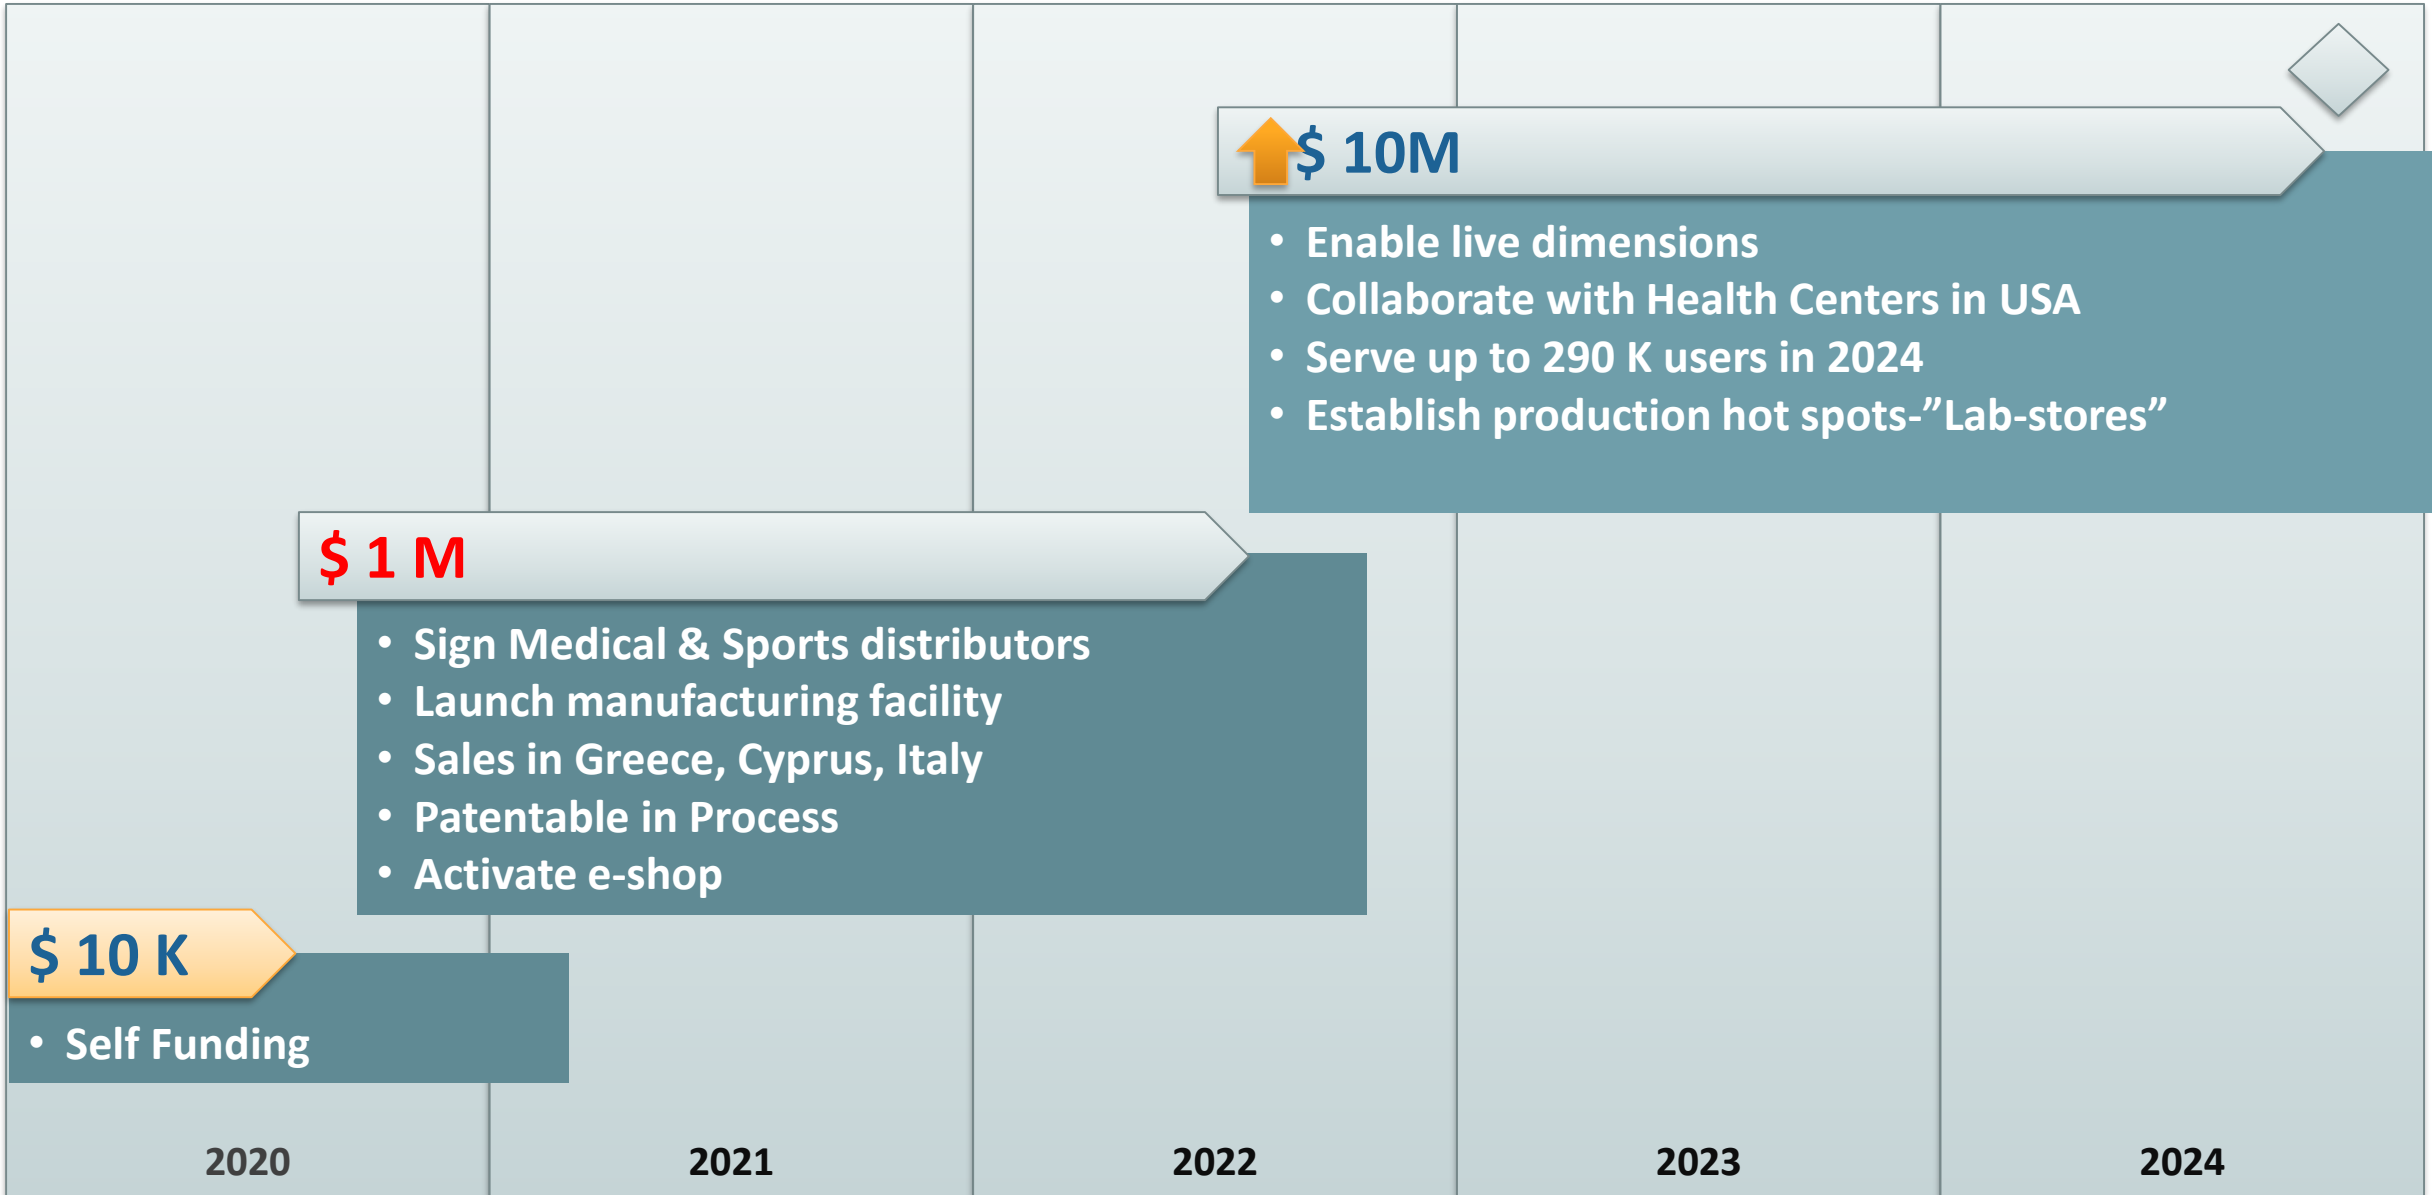 $ 10M
• Enable live dimensions
• Collaborate with Health Centers in USA
• Serve up to 290 K users in 2024
• Establish production hot spots-”Lab-stores”
$ 1 M
• Sign Medical & Sports distributors
• Launch manufacturing facility
• Sales in Greece, Cyprus, Italy
• Patentable in Process
• Activate e-shop
$ 10 K
• Self Funding
2020 2021 2022 2023 2024